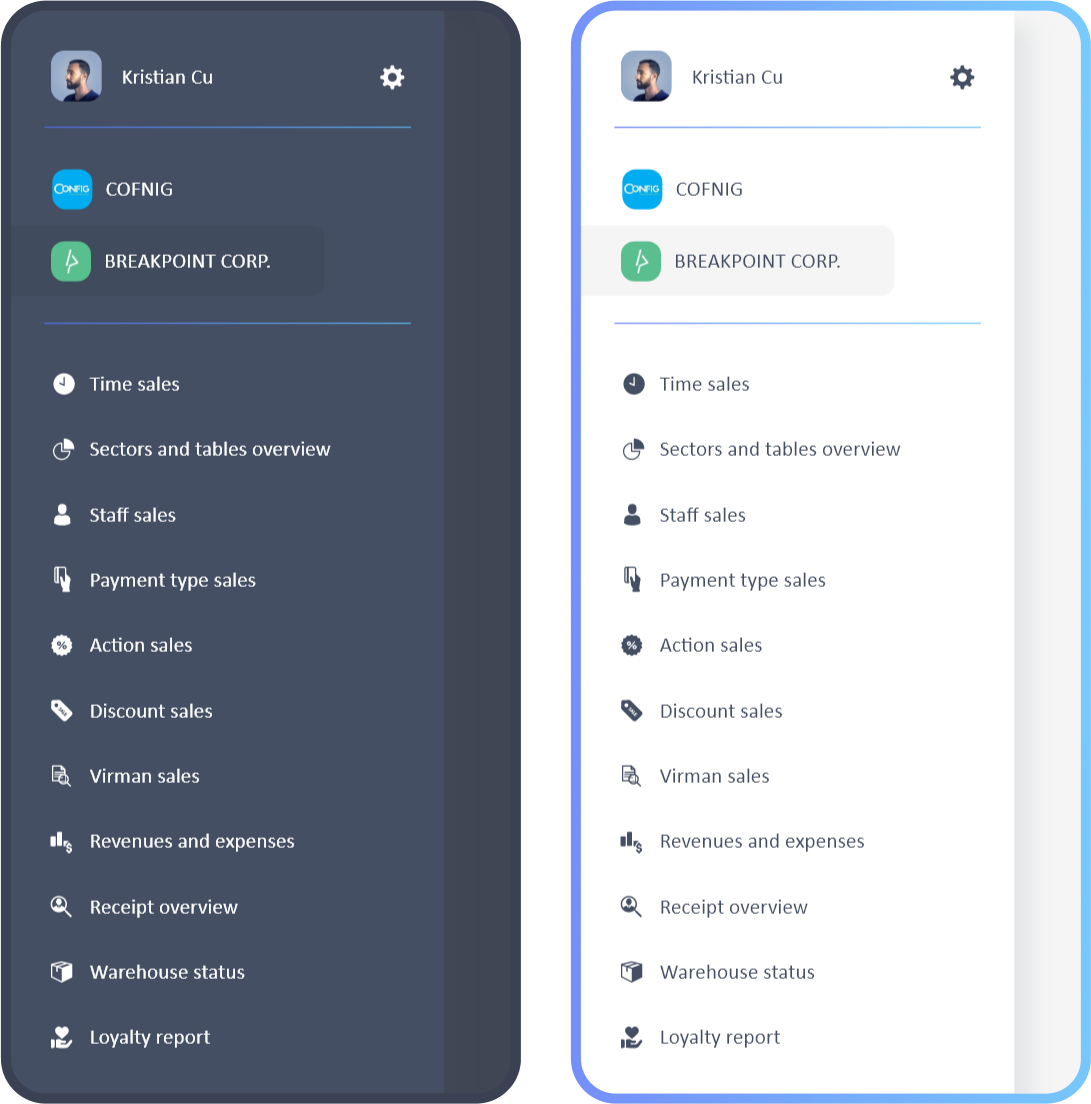 Kristian Cu
CONFIG
COFNIG
BREAKPOINT CORP.
Time sales
Sectors and tables overview
Staff sales
Payment type sales
%
Action sales
SALE
Discount sales
Virman sales
$
Revenues and expenses
Receipt overview
Warehouse status
Loyalty report
Kristian Cu
CONFIG
COFNIG
BREAKPOINT CORP.
Time sales
Sectors and tables overview
Staff sales
Payment type sales
%
Action sales
SALE
Discount sales
Virman sales
$
Revenues and expenses
Receipt overview
Warehouse status
Loyalty report